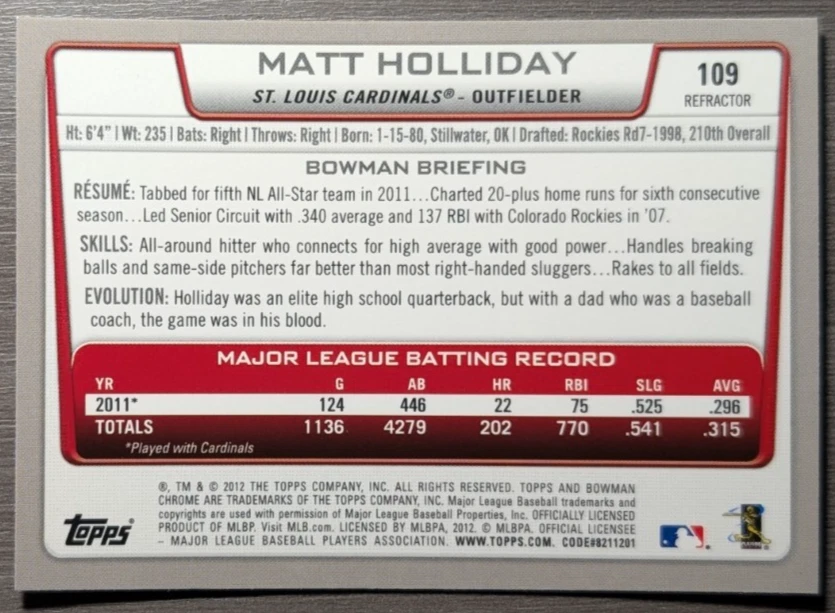 MATT HOLLIDAY
ST. LOUIS CARDINALS® - OUTFIELDER
109
REFRACTOR
Ht: 6'4" | Wt: 235 | Bats: Right | Throws: Right | Born: 1-15-80, Stillwater, OK | Drafted: Rockies Rd7-1998, 210th Overall
BOWMAN BRIEFING
RÉSUMÉ: Tabbed for fifth NL All-Star team in 2011...Charted 20-plus home runs for sixth consecutive
season...Led Senior Circuit with .340 average and 137 RBI with Colorado Rockies in '07.
SKILLS: All-around hitter who connects for high average with good power...Handles breaking
balls and same-side pitchers far better than most right-handed sluggers...Rakes to all fields.
EVOLUTION: Holliday was an elite high school quarterback, but with a dad who was a baseball
coach, the game was in his blood.
MAJOR LEAGUE BATTING RECORD
YR G AB HR RBI SLG AVG
2011* 124 446 22 75 .525 .296
TOTALS 1136 4279 202 770 .541 .315
*Played with Cardinals
®, TM & © 2012 THE TOPPS COMPANY, INC. ALL RIGHTS RESERVED. TOPPS AND BOWMAN
CHROME ARE TRADEMARKS OF THE TOPPS COMPANY, INC. Major League Baseball trademarks and
copyrights are used with permission of Major League Baseball Properties, Inc. OFFICIALLY LICENSED
PRODUCT OF MLBP. Visit MLB.com. LICENSED BY MLBPA, 2012. © MLBPA. OFFICIAL LICENSEE
– MAJOR LEAGUE BASEBALL PLAYERS ASSOCIATION. WWW.TOPPS.COM. CODE#8211201
Topps